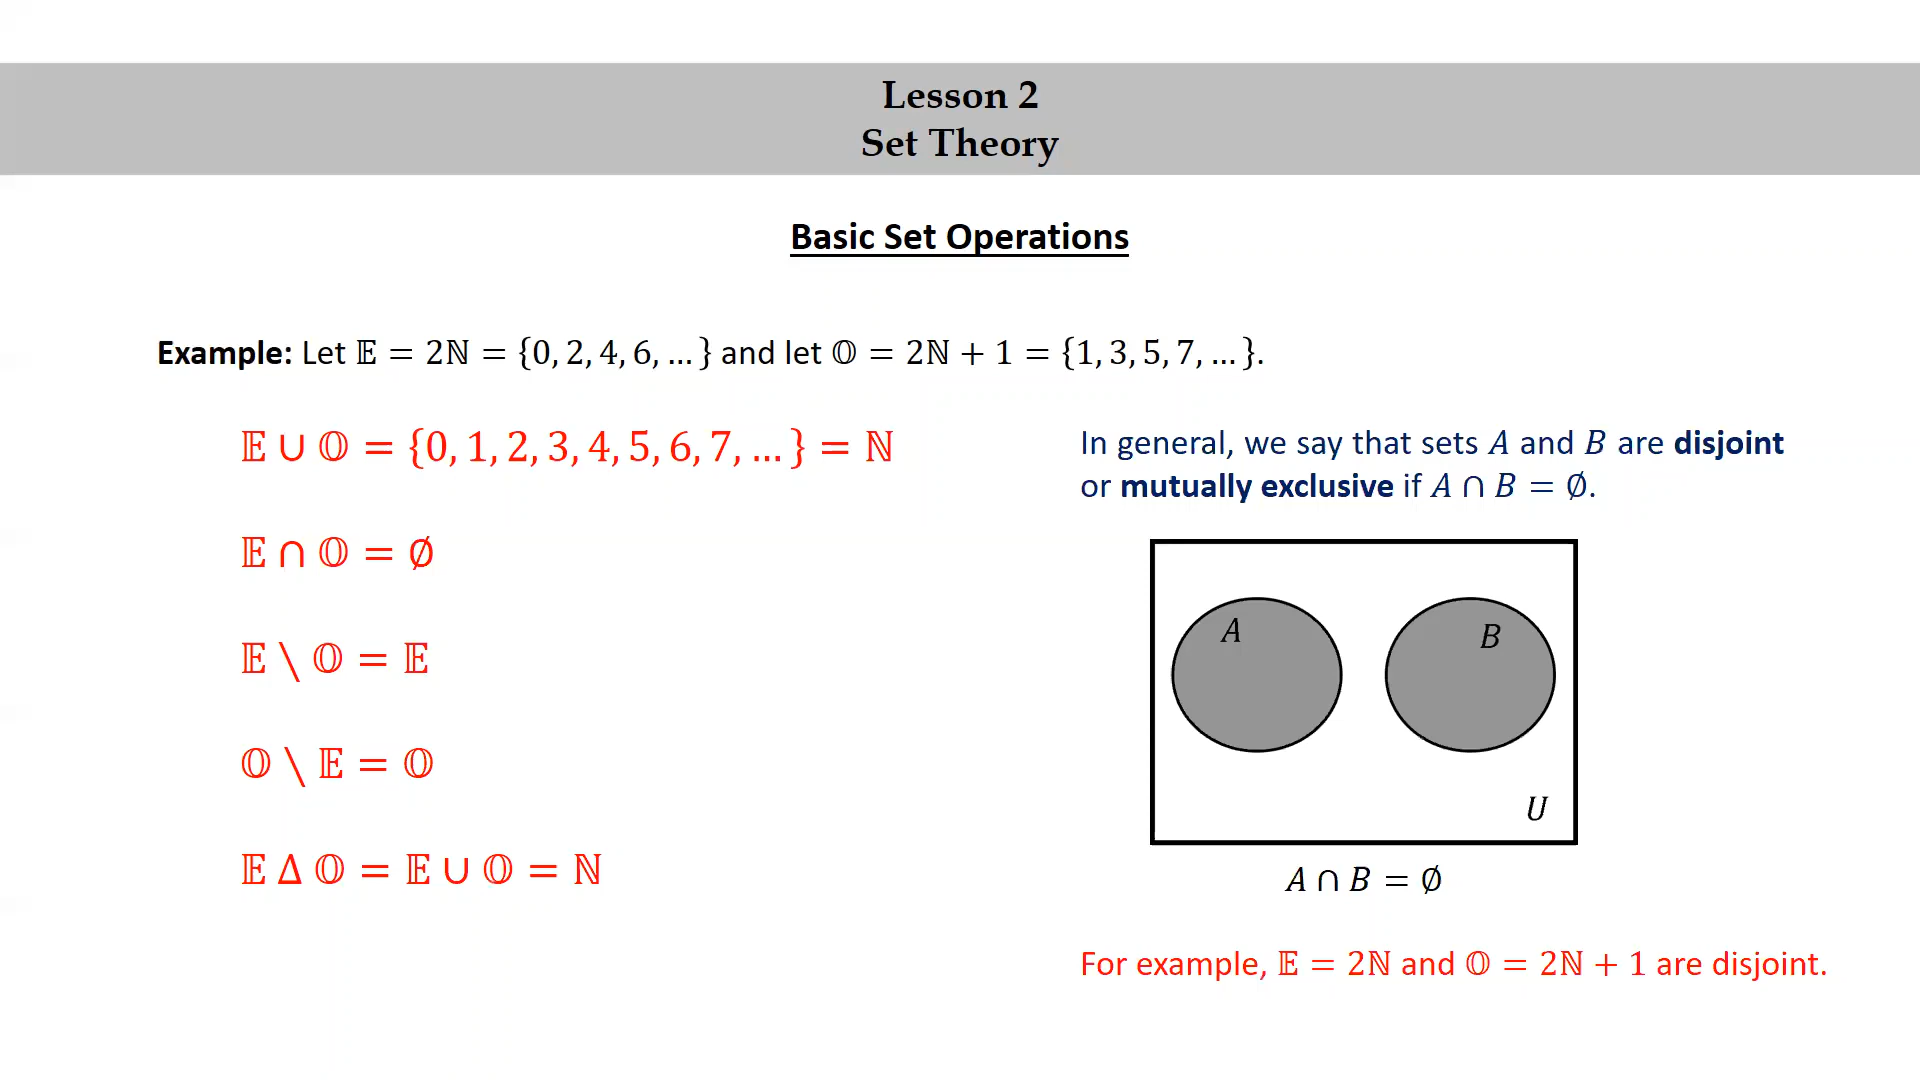 Lesson 2
Set Theory
Basic Set Operations
Example: Let 𝔼 = 2ℕ = {0, 2, 4, 6, … } and let 𝕆 = 2ℕ + 1 = {1, 3, 5, 7, … }.
𝔼 ∪ 𝕆 = {0, 1, 2, 3, 4, 5, 6, 7, … } = ℕ
𝔼 ∩ 𝕆 = ∅
𝔼 \ 𝕆 = 𝔼
𝕆 \ 𝔼 = 𝕆
𝔼 Δ 𝕆 = 𝔼 ∪ 𝕆 = ℕ
In general, we say that sets A and B are disjoint
or mutually exclusive if A ∩ B = ∅.
A
B
U
A ∩ B = ∅
For example, 𝔼 = 2ℕ and 𝕆 = 2ℕ + 1 are disjoint.